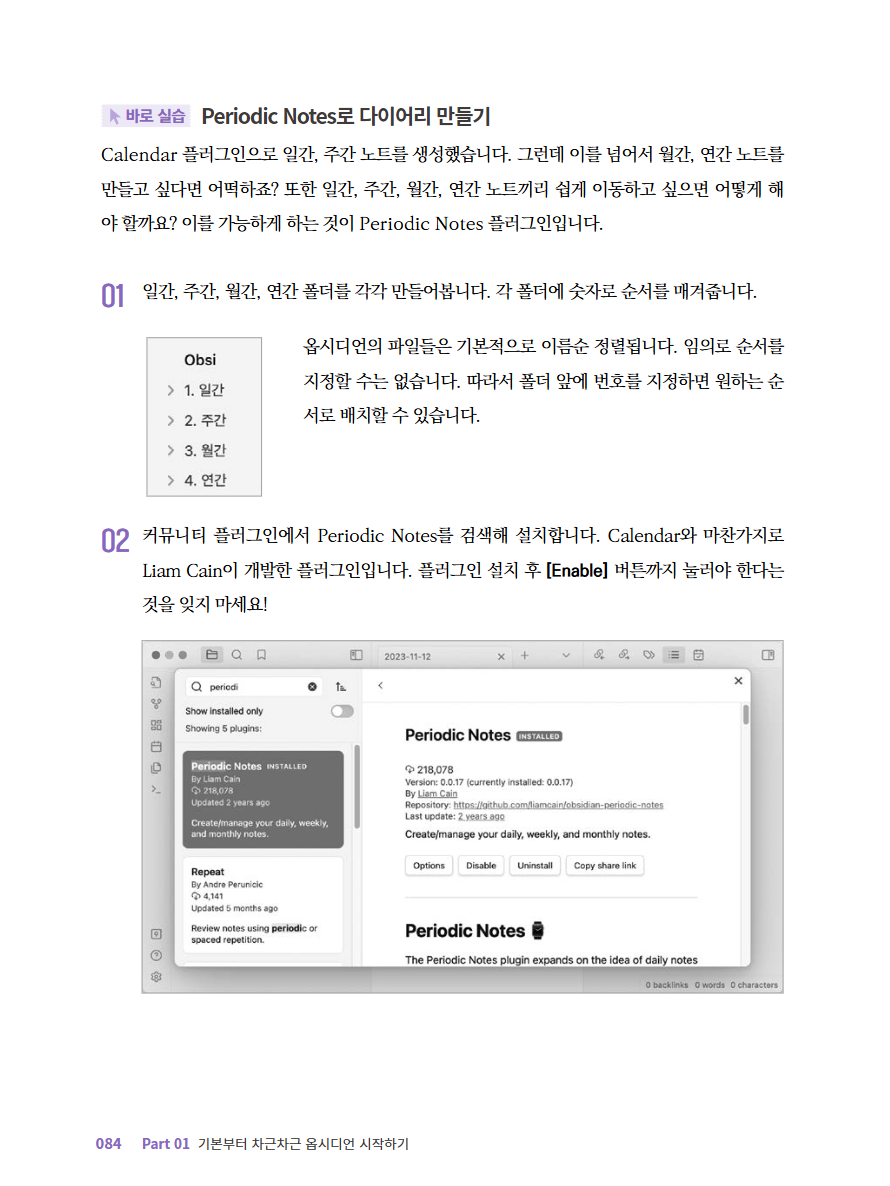 바로 실습 Periodic Notes로 다이어리 만들기
Calendar 플러그인으로 일간, 주간 노트를 생성했습니다. 그런데 이를 넘어서 월간, 연간 노트를
만들고 싶다면 어떡하죠? 또한 일간, 주간, 월간, 연간 노트끼리 쉽게 이동하고 싶으면 어떻게 해
야 할까요? 이를 가능하게 하는 것이 Periodic Notes 플러그인입니다.
01 일간, 주간, 월간, 연간 폴더를 각각 만들어봅니다. 각 폴더에 숫자로 순서를 매겨줍니다.
Obsi
1. 일간
2. 주간
3. 월간
4. 연간
옵시디언의 파일들은 기본적으로 이름순 정렬됩니다. 임의로 순서를
지정할 수는 없습니다. 따라서 폴더 앞에 번호를 지정하면 원하는 순
서로 배치할 수 있습니다.
02 커뮤니티 플러그인에서 Periodic Notes를 검색해 설치합니다. Calendar와 마찬가지로
Liam Cain이 개발한 플러그인입니다. 플러그인 설치 후 [Enable] 버튼까지 눌러야 한다는
것을 잊지 마세요!
2023-11-12
periodi
Show installed only
Showing 5 plugins:
Periodic Notes INSTALLED
By Liam Cain
218,078
Updated 2 years ago
Create/manage your daily, weekly,
and monthly notes.
Repeat
By Andre Perunicic
4,141
Updated 5 months ago
Review notes using periodic or
spaced repetition.
Periodic Notes INSTALLED
218,078
Version: 0.0.17 (currently installed: 0.0.17)
By Liam Cain
Repository: https://github.com/liamcain/obsidian-periodic-notes
Last update: 2 years ago
Create/manage your daily, weekly, and monthly notes.
Options Disable Uninstall Copy share link
Periodic Notes
The Periodic Notes plugin expands on the idea of daily notes
0 backlinks 0 words 0 characters
084 Part 01 기본부터 차근차근 옵시디언 시작하기